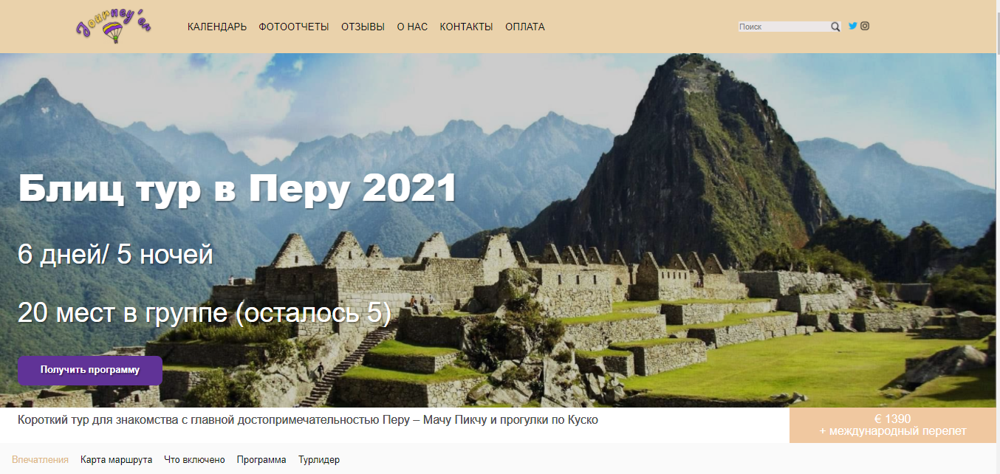 Journey'en
КАЛЕНДАРЬ ФОТООТЧЕТЫ ОТЗЫВЫ О НАС КОНТАКТЫ ОПЛАТА
Поиск
Блиц тур в Перу 2021
6 дней/ 5 ночей
20 мест в группе (осталось 5)
Получить программу
Короткий тур для знакомства с главной достопримечательностью Перу – Мачу Пикчу и прогулки по Куско
€ 1390
+ международный перелет
Впечатления Карта маршрута Что включено Программа Турлидер